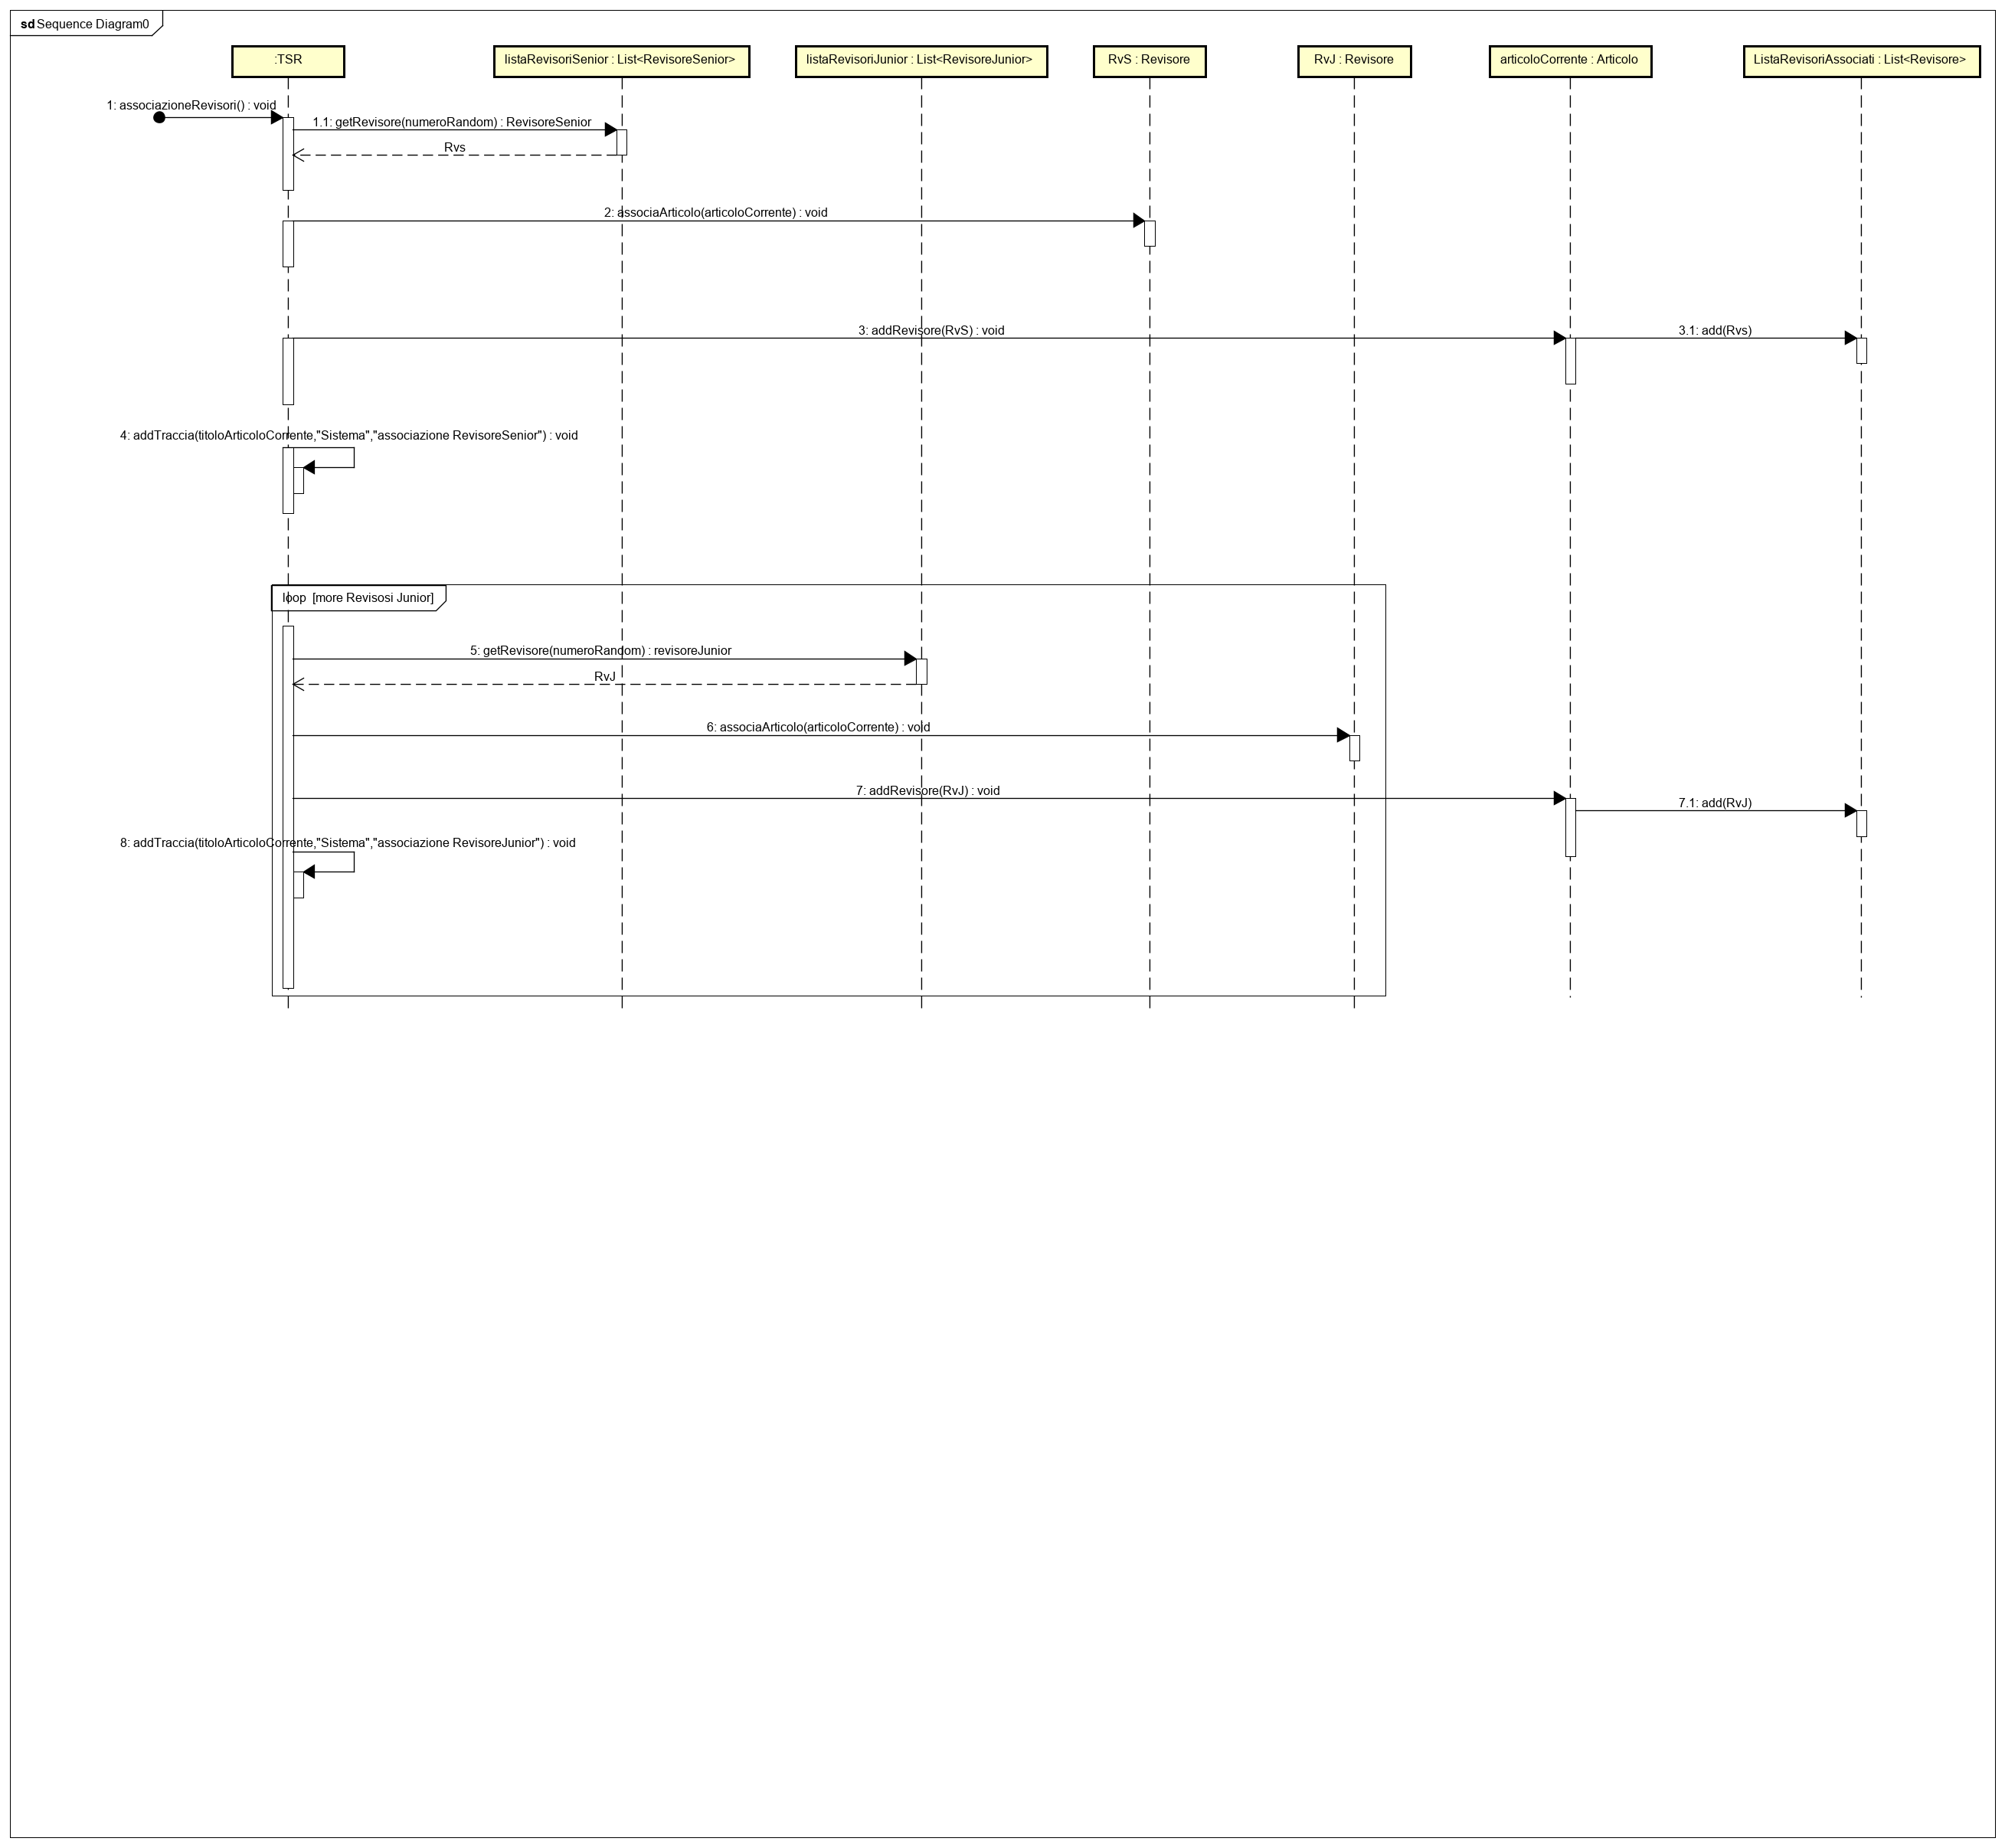 sd Sequence Diagram0
:TSR
listaRevisoriSenior : List<RevisoreSenior>
listaRevisoriJunior : List<RevisoreJunior>
RvS : Revisore
RvJ : Revisore
articoloCorrente : Articolo
ListaRevisoriAssociati : List<Revisore>
1: associazioneRevisori() : void
1.1: getRevisore(numeroRandom) : RevisoreSenior
Rvs
2: associaArticolo(articoloCorrente) : void
3: addRevisore(RvS) : void
3.1: add(Rvs)
4: addTraccia(titoloArticoloCorrente,"Sistema","associazione RevisoreSenior") : void
loop [more Revisosi Junior]
5: getRevisore(numeroRandom) : revisoreJunior
RvJ
6: associaArticolo(articoloCorrente) : void
7: addRevisore(RvJ) : void
7.1: add(RvJ)
8: addTraccia(titoloArticoloCorrente,"Sistema","associazione RevisoreJunior") : void